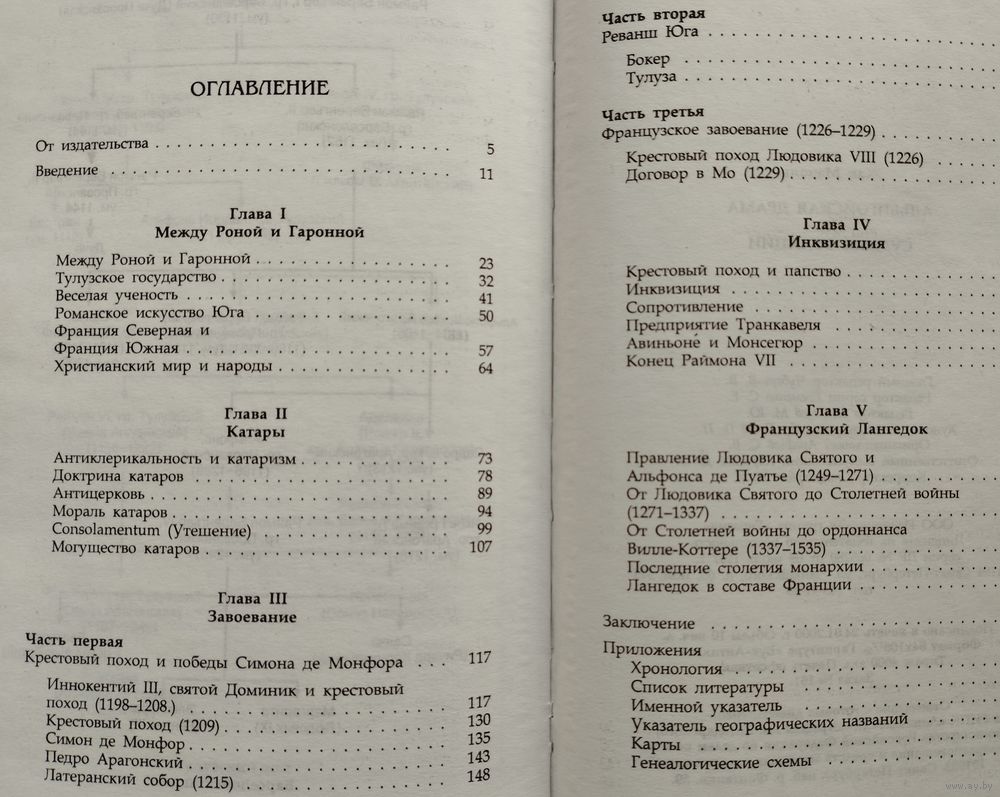 ОГЛАВЛЕНИЕ
От издательства . . . . . . . . . . . . . . . . . . . . . . . . . 5
Введение . . . . . . . . . . . . . . . . . . . . . . . . . . . . 11
Глава I
Между Роной и Гаронной
Между Роной и Гаронной . . . . . . . . . . . . . . . . 23
Тулузское государство . . . . . . . . . . . . . . . . . . 32
Веселая ученость . . . . . . . . . . . . . . . . . . . . . 41
Романское искусство Юга . . . . . . . . . . . . . . . . 50
Франция Северная и
Франция Южная . . . . . . . . . . . . . . . . . . . . . 57
Христианский мир и народы . . . . . . . . . . . . . . 64
Глава II
Катары
Антиклерикальность и катаризм . . . . . . . . . . . . 73
Доктрина катаров . . . . . . . . . . . . . . . . . . . . 78
Антицерковь . . . . . . . . . . . . . . . . . . . . . . . 89
Мораль катаров . . . . . . . . . . . . . . . . . . . . . 94
Consolamentum (Утешение) . . . . . . . . . . . . . . . 99
Могущество катаров . . . . . . . . . . . . . . . . . . 107
Глава III
Завоевание
Часть первая
Крестовый поход и победы Симона де Монфора . . . 117
Иннокентий III, святой Доминик и крестовый
поход (1198–1208.) . . . . . . . . . . . . . . . . . . . 117
Крестовый поход (1209) . . . . . . . . . . . . . . . . 130
Симон де Монфор . . . . . . . . . . . . . . . . . . . . 135
Педро Арагонский . . . . . . . . . . . . . . . . . . . 143
Латеранский собор (1215) . . . . . . . . . . . . . . . 148
Часть вторая
Реванш Юга . . . . . . . . . . . . . . . . . . . .
Бокер . . . . . . . . . . . . . . . . . . . . . .
Тулуза . . . . . . . . . . . . . . . . . . . . . .
Часть третья
Французское завоевание (1226–1229) . . . . . . . .
Крестовый поход Людовика VIII (1226) . . . . .
Договор в Мо (1229) . . . . . . . . . . . . . . .
Глава IV
Инквизиция
Крестовый поход и папство . . . . . . . . . . . .
Инквизиция . . . . . . . . . . . . . . . . . . . .
Сопротивление . . . . . . . . . . . . . . . . . .
Предприятие Транкавеля . . . . . . . . . . . . .
Авиньоне и Монсегюр . . . . . . . . . . . . . . .
Конец Раймона VII . . . . . . . . . . . . . . . .
Глава V
Французский Лангедок
Правление Людовика Святого и
Альфонса де Пуатье (1249–1271) . . . . . . . . .
От Людовика Святого до Столетней войны
(1271–1337) . . . . . . . . . . . . . . . . . . . .
От Столетней войны до ордоннанса
Вилле-Коттере (1337–1535) . . . . . . . . . . . .
Последние столетия монархии . . . . . . . . . .
Лангедок в составе Франции . . . . . . . . . . .
Заключение . . . . . . . . . . . . . . . . . . . .
Приложения
Хронология . . . . . . . . . . . . . . . . . . . .
Список литературы . . . . . . . . . . . . . . . .
Именной указатель . . . . . . . . . . . . . . . .
Указатель географических названий . . . . . .
Карты . . . . . . . . . . . . . . . . . . . . . . .
Генеалогические схемы . . . . . . . . . . . . . .
www.ay.by